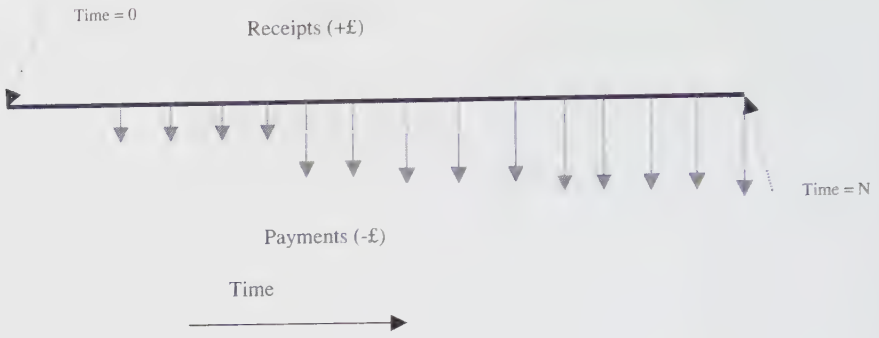 Time = 0
Receipts (+£)
Time = N
Payments (-£)
Time